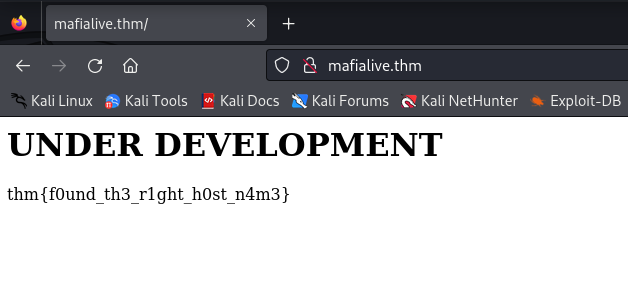 mafialive.thm/
mafialive.thm
Kali Linux Kali Tools Kali Docs Kali Forums Kali NetHunter Exploit-DB
UNDER DEVELOPMENT
thm{f0und_th3_r1ght_h0st_n4m3}